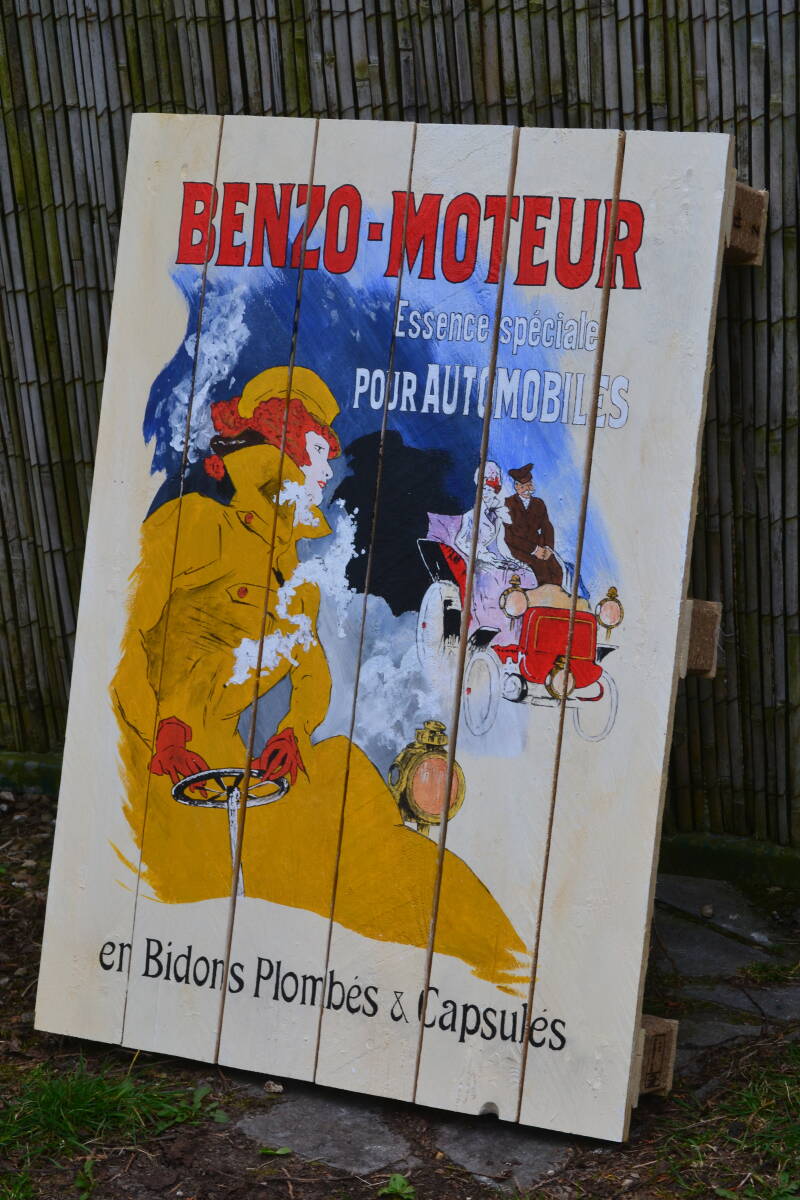 BENZO-MOTEUR
Essence spéciale
POUR AUTOMOBILES
en Bidons Plombés & Capsulés